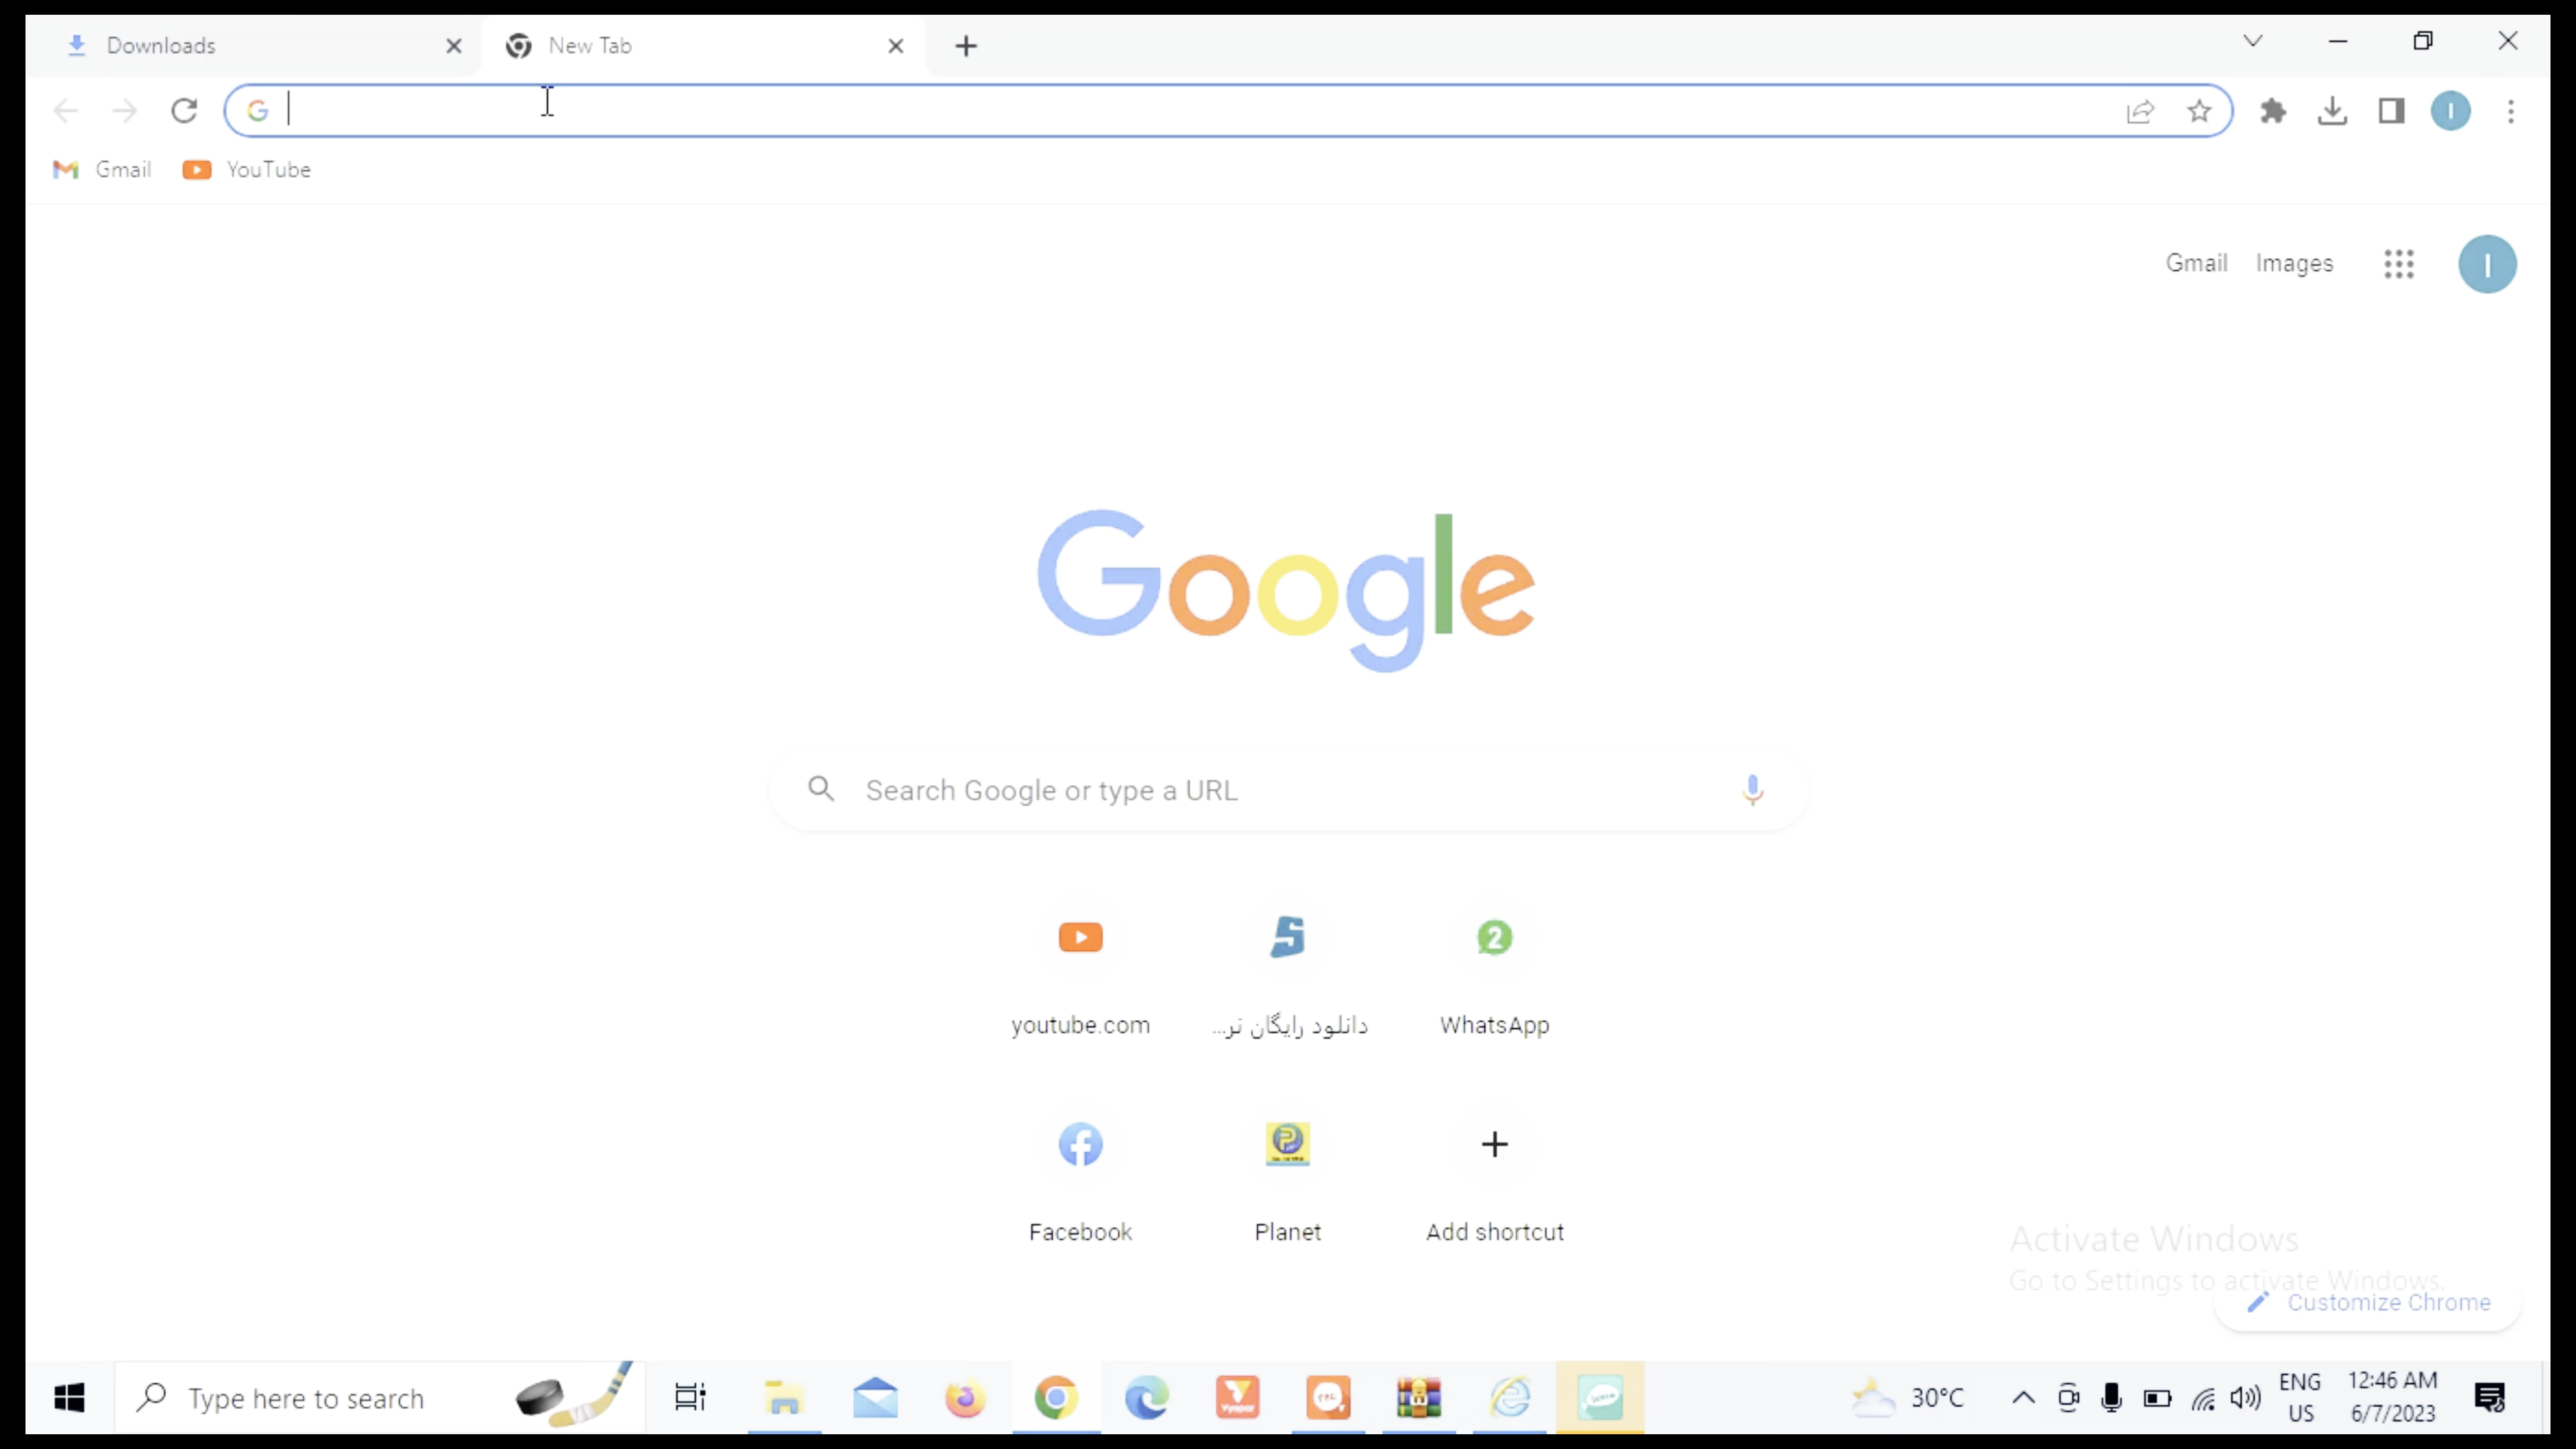 Downloads
New Tab
Gmail
YouTube
Gmail
Images
Google
Search Google or type a URL
youtube.com
دانلود رایگان نر...
WhatsApp
Facebook
Planet
Add shortcut
Activate Windows
Go to Settings to activate Windows.
Customize Chrome
Type here to search
30°C
ENG
US
12:46 AM
6/7/2023